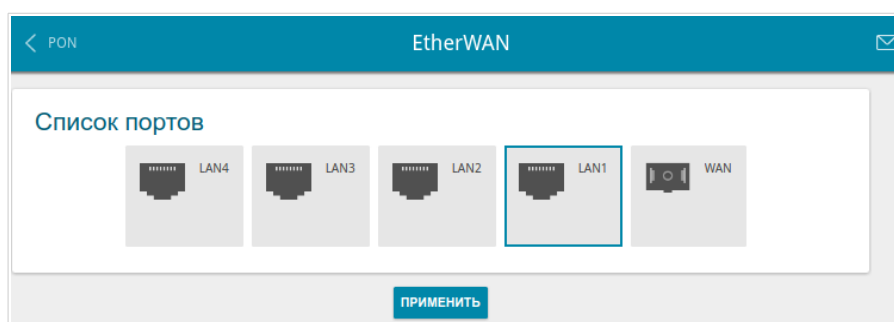 PON
EtherWAN
Список портов
LAN4 LAN3 LAN2 LAN1 WAN
ПРИМЕНИТЬ